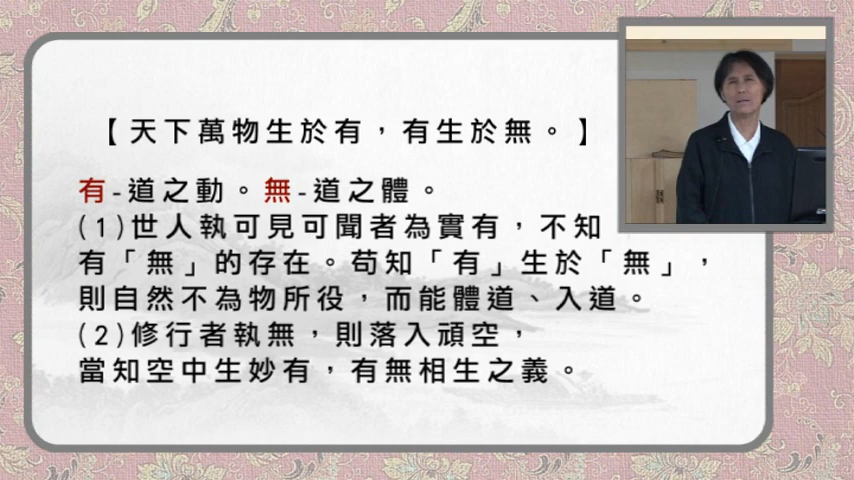 【天下萬物生於有，有生於無。】
有-道之動。無-道之體。
(1)世人執可見可聞者為實有，不知
有「無」的存在。苟知「有」生於「無」，
則自然不為物所役，而能體道、入道。
(2)修行者執無，則落入頑空，
當知空中生妙有，有無相生之義。